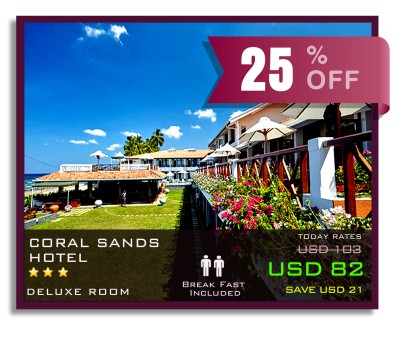 25 % OFF
CORAL SANDS
HOTEL
DELUXE ROOM
Break Fast
Included
TODAY RATES
USD 103
USD 82
SAVE USD 21